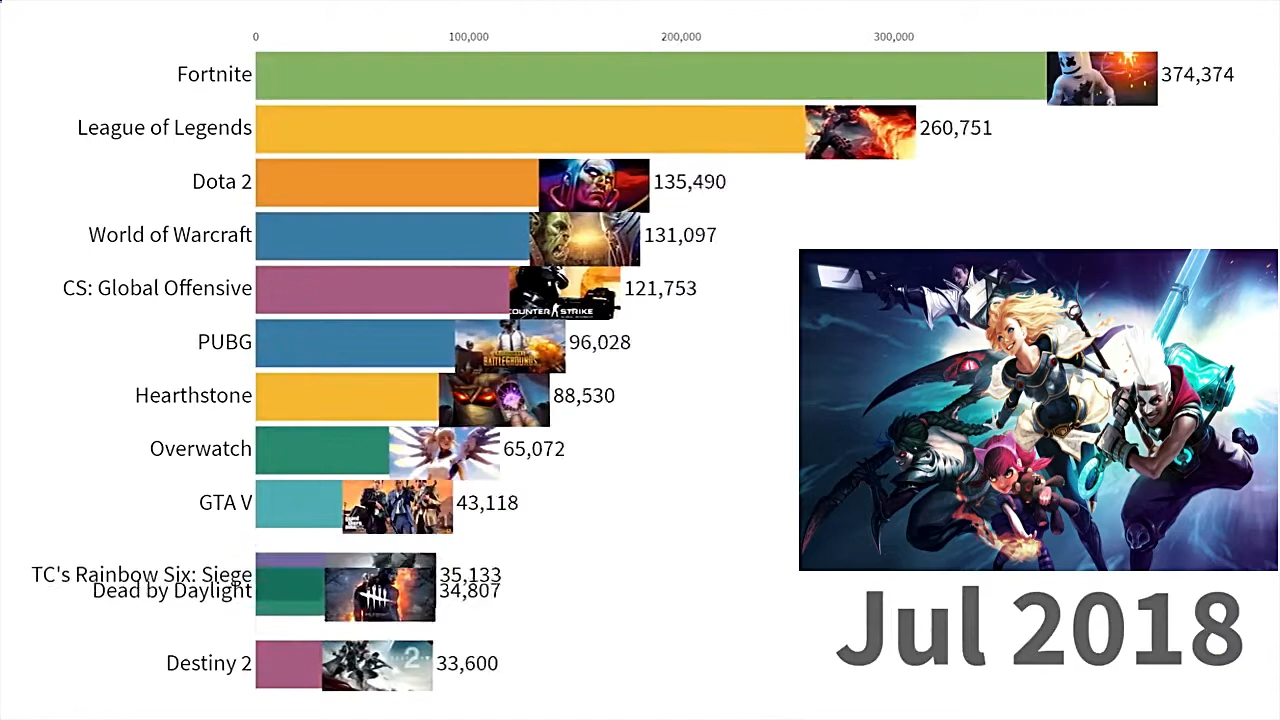 0 100,000 200,000 300,000
Fortnite 374,374
League of Legends 260,751
Dota 2 135,490
World of Warcraft 131,097
CS: Global Offensive COUNTER STRIKE 121,753
PUBG BATTLEGROUNDS 96,028
Hearthstone 88,530
Overwatch 65,072
GTA V 43,118
TC's Rainbow Six: Siege 35,133
Dead by Daylight 34,807
Destiny 2 2 33,600
Jul 2018